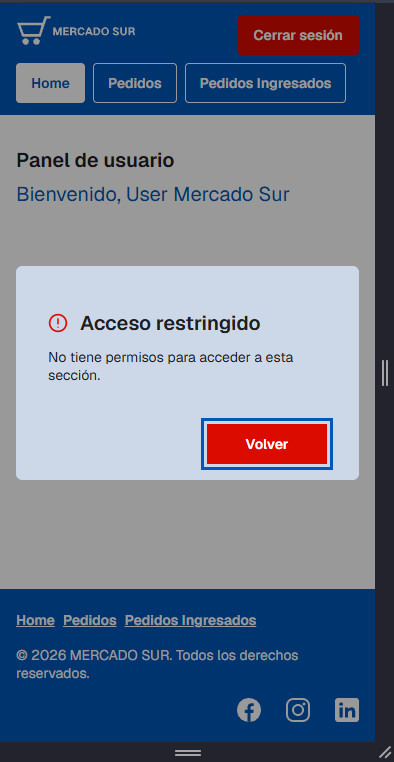 MERCADO SUR
Cerrar sesión
Home
Pedidos
Pedidos Ingresados
Panel de usuario
Bienvenido, User Mercado Sur
Acceso restringido
No tiene permisos para acceder a esta
sección.
Volver
Home Pedidos Pedidos Ingresados
© 2026 MERCADO SUR. Todos los derechos
reservados.